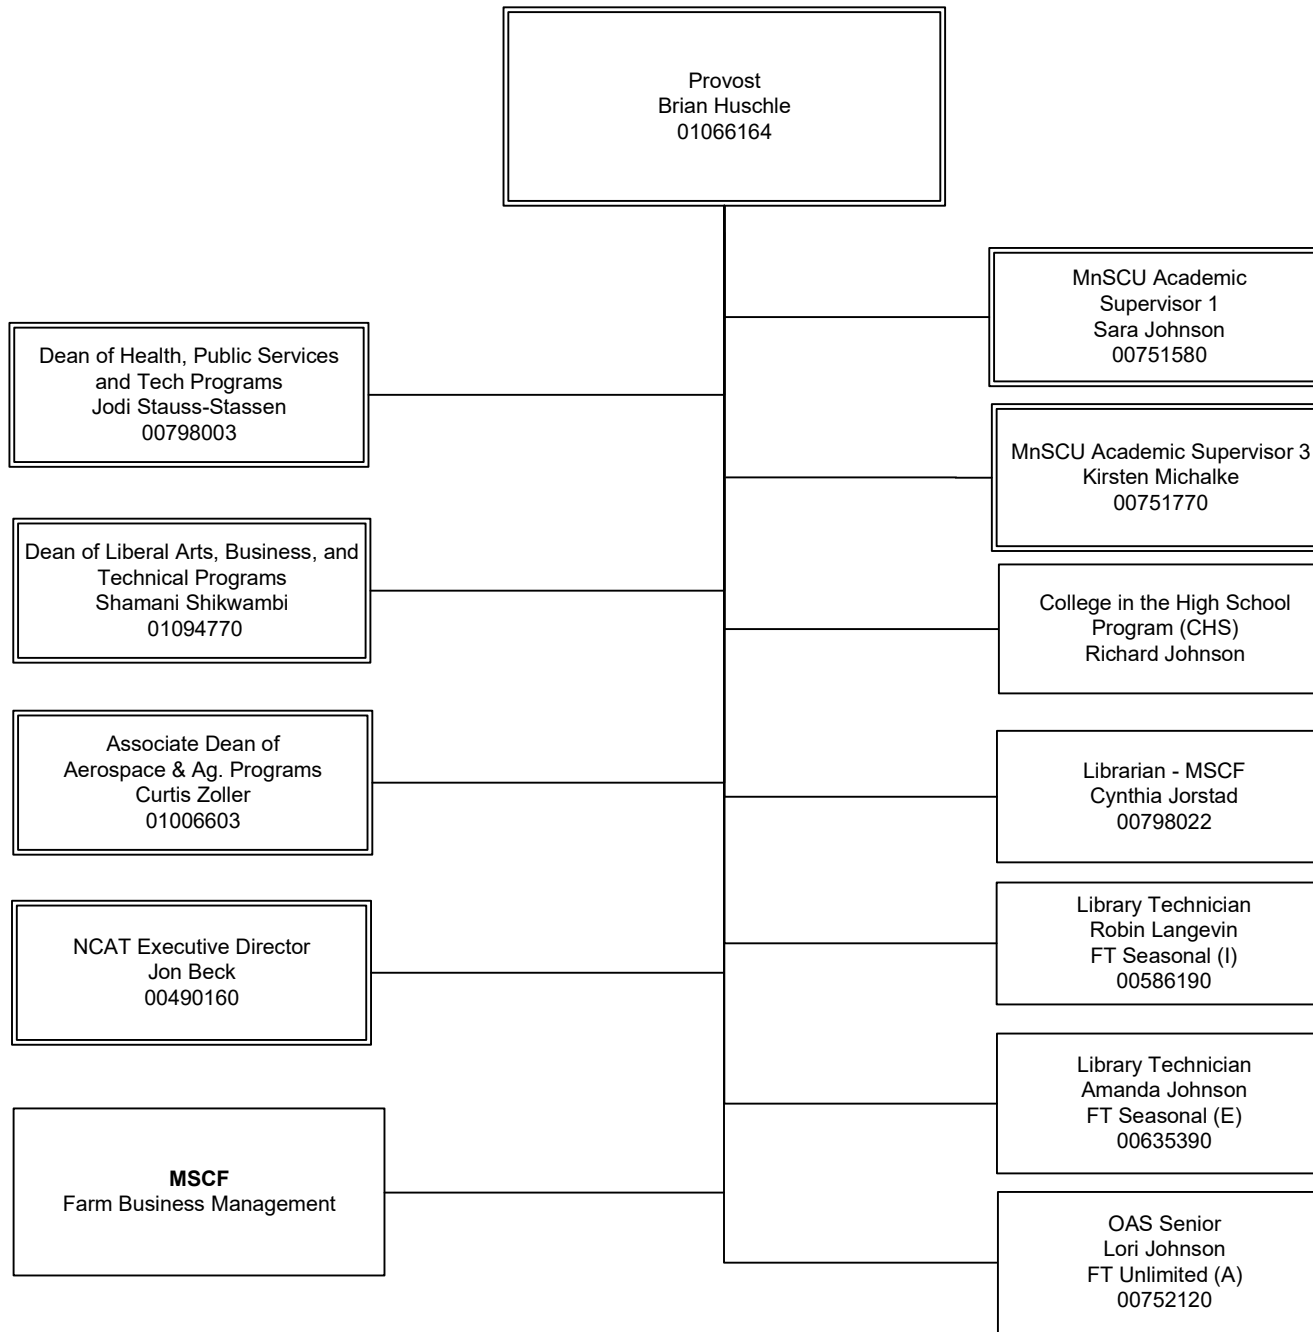 Provost
Brian Huschle
01066164
Dean of Health, Public Services
and Tech Programs
Jodi Stauss-Stassen
00798003
Dean of Liberal Arts, Business, and
Technical Programs
Shamani Shikwambi
01094770
Associate Dean of
Aerospace & Ag. Programs
Curtis Zoller
01006603
NCAT Executive Director
Jon Beck
00490160
MSCF
Farm Business Management
MnSCU Academic
Supervisor 1
Sara Johnson
00751580
MnSCU Academic Supervisor 3
Kirsten Michalke
00751770
College in the High School
Program (CHS)
Richard Johnson
Librarian - MSCF
Cynthia Jorstad
00798022
Library Technician
Robin Langevin
FT Seasonal (I)
00586190
Library Technician
Amanda Johnson
FT Seasonal (E)
00635390
OAS Senior
Lori Johnson
FT Unlimited (A)
00752120